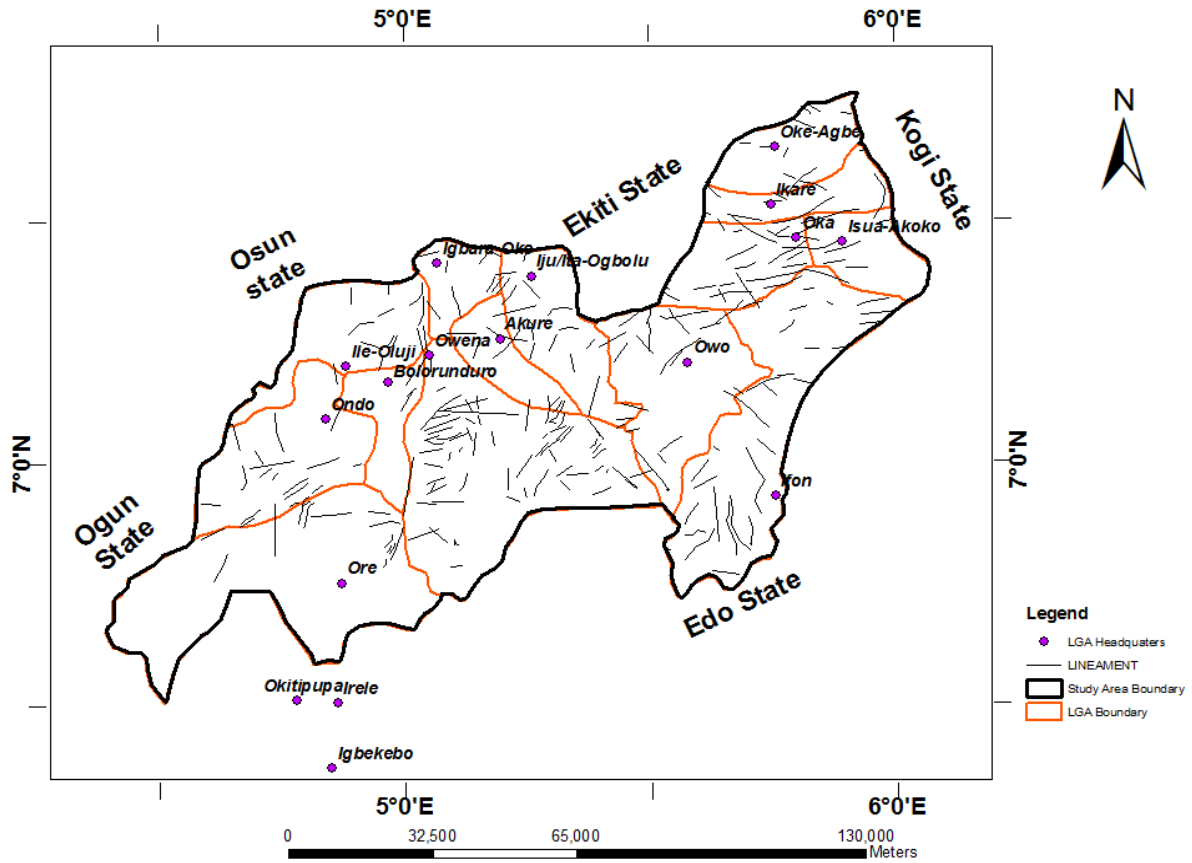 5°0'E
6°0'E
N
Oke-Agbe
Kogi State
Ikare
Ekiti State
Oka
Isua-Akoko
Osun
state
Igbara-Oke
Iju/Ita-Ogbolu
Akure
Owena
Owo
Ile-Oluji
Bolorunduro
Ondo
7°0'N
7°0'N
Ifon
Ogun
State
Ore
Edo State
Legend
LGA Headquaters
LINEAMENT
Study Area Boundary
LGA Boundary
Okitipupa
Irele
Igbekebo
5°0'E
6°0'E
0
32,500
65,000
130,000
Meters